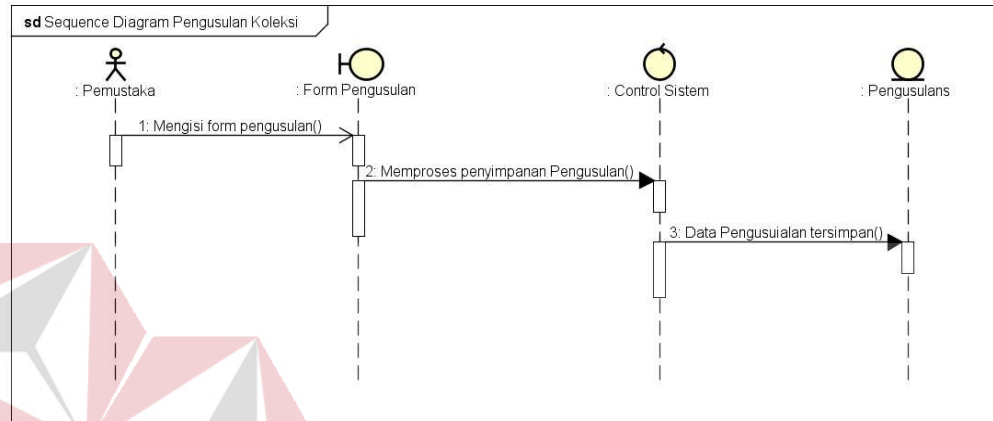 sd Sequence Diagram Pengusulan Koleksi
: Pemustaka
: Form Pengusulan
: Control Sistem
: Pengusulans
1: Mengisi form pengusulan()
2: Memproses penyimpanan Pengusulan()
3: Data Pengusuialan tersimpan()